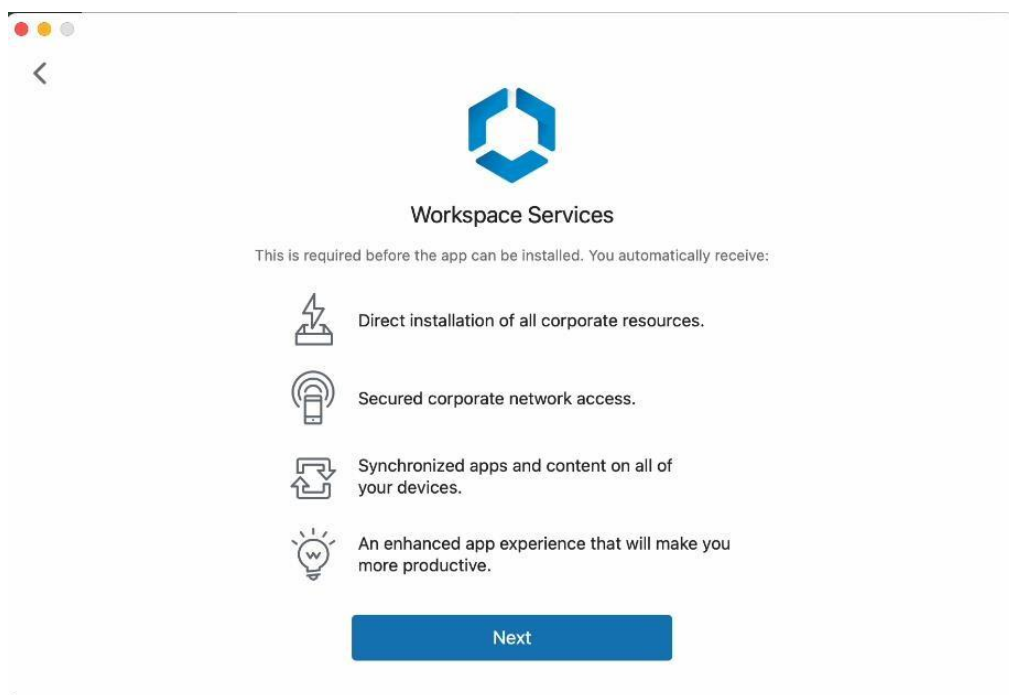 Workspace Services
This is required before the app can be installed. You automatically receive:
Direct installation of all corporate resources.
Secured corporate network access.
Synchronized apps and content on all of
your devices.
W
An enhanced app experience that will make you
more productive.
Next